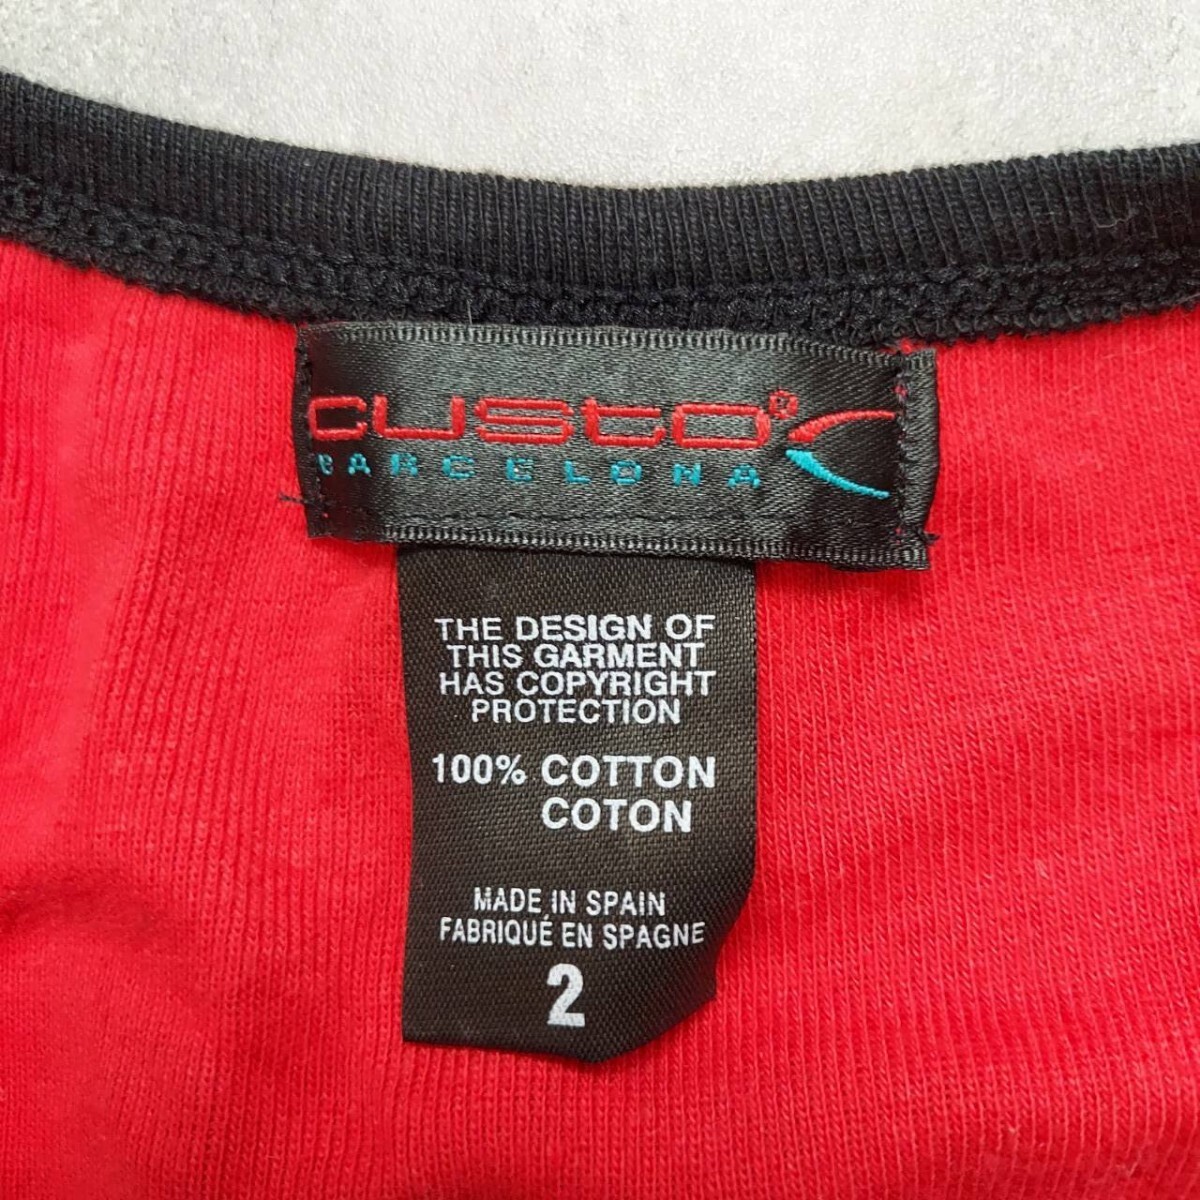 custo®
BARCELONA
THE DESIGN OF
THIS GARMENT
HAS COPYRIGHT
PROTECTION
100% COTTON
COTON
MADE IN SPAIN
FABRIQUÉ EN SPAGNE
2